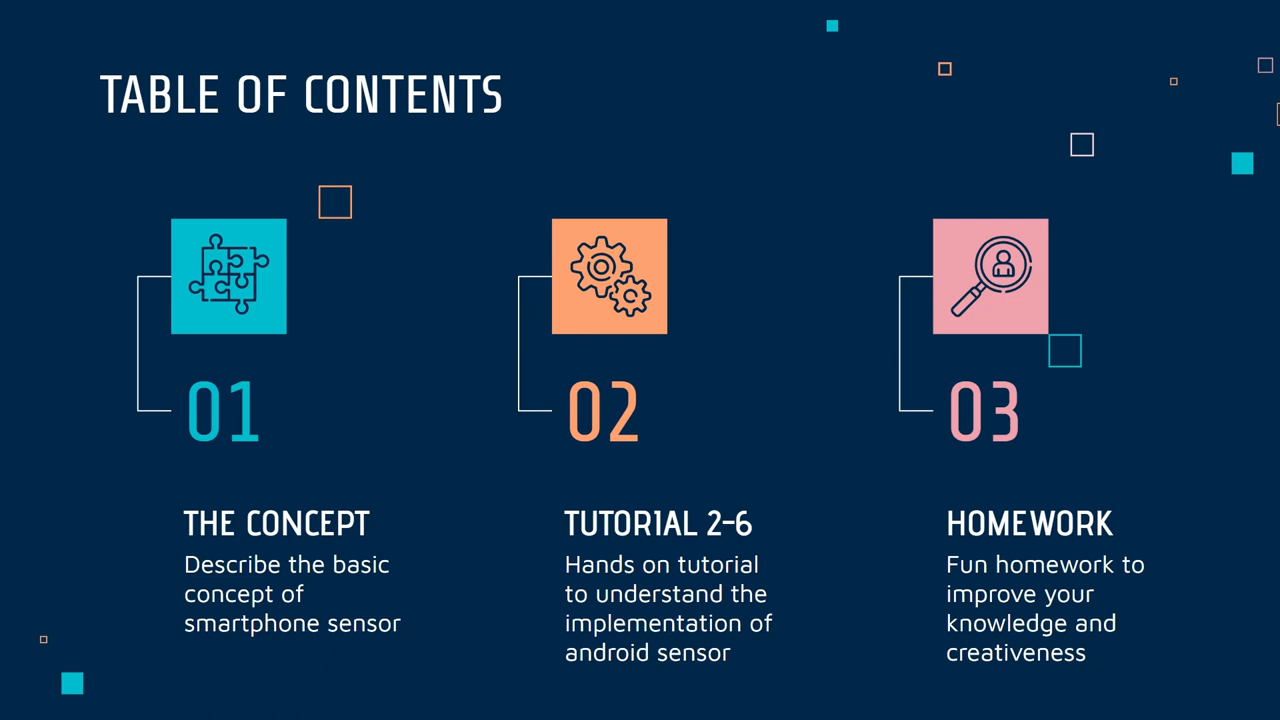 TABLE OF CONTENTS
01
THE CONCEPT
Describe the basic
concept of
smartphone sensor
02
TUTORIAL 2-6
Hands on tutorial
to understand the
implementation of
android sensor
03
HOMEWORK
Fun homework to
improve your
knowledge and
creativeness